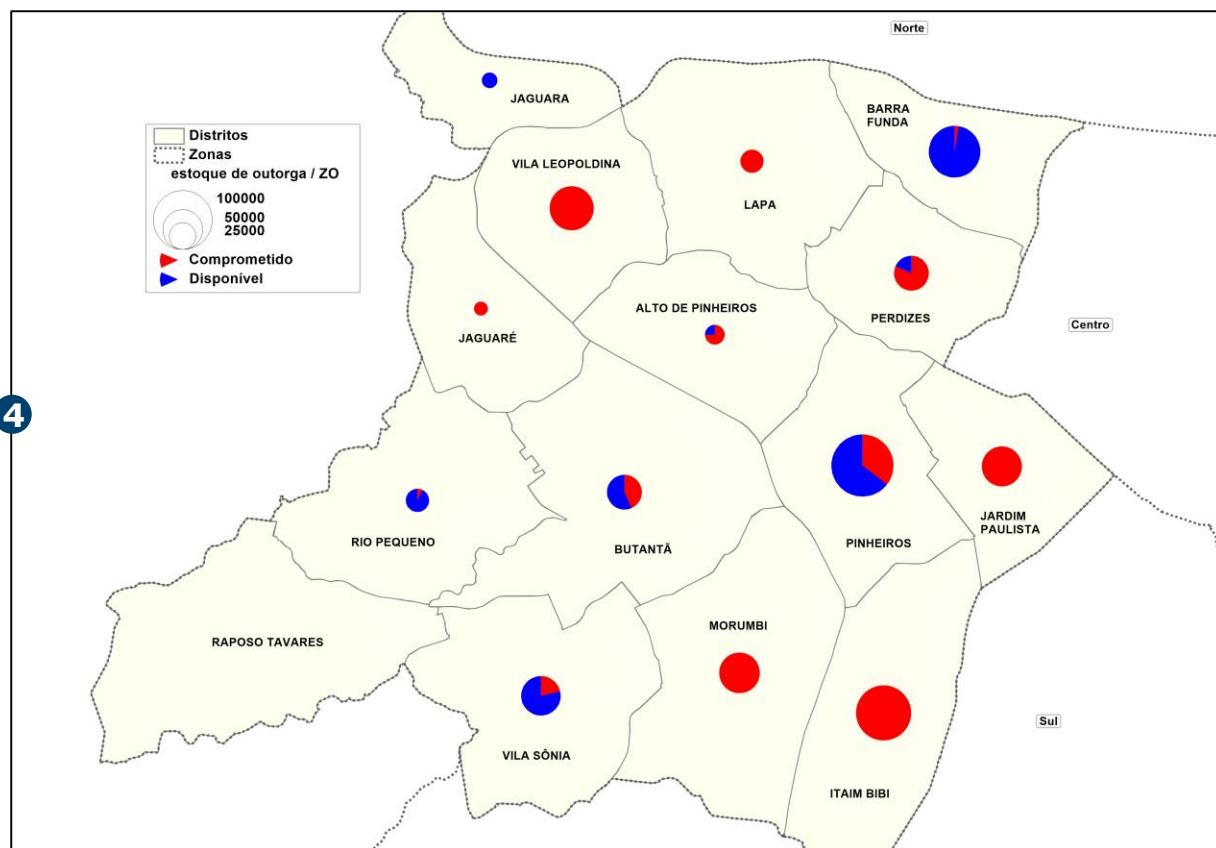 Norte
JAGUARA
BARRA
FUNDA
Distritos
Zonas
estoque de outorga / ZO
100000
50000
25000
Comprometido
Disponível
VILA LEOPOLDINA
LAPA
ALTO DE PINHEIROS
PERDIZES
Centro
JAGUARÉ
4
JARDIM
PAULISTA
RIO PEQUENO
BUTANTÃ
PINHEIROS
MORUMBI
RAPOSO TAVARES
Sul
VILA SÔNIA
ITAIM BIBI